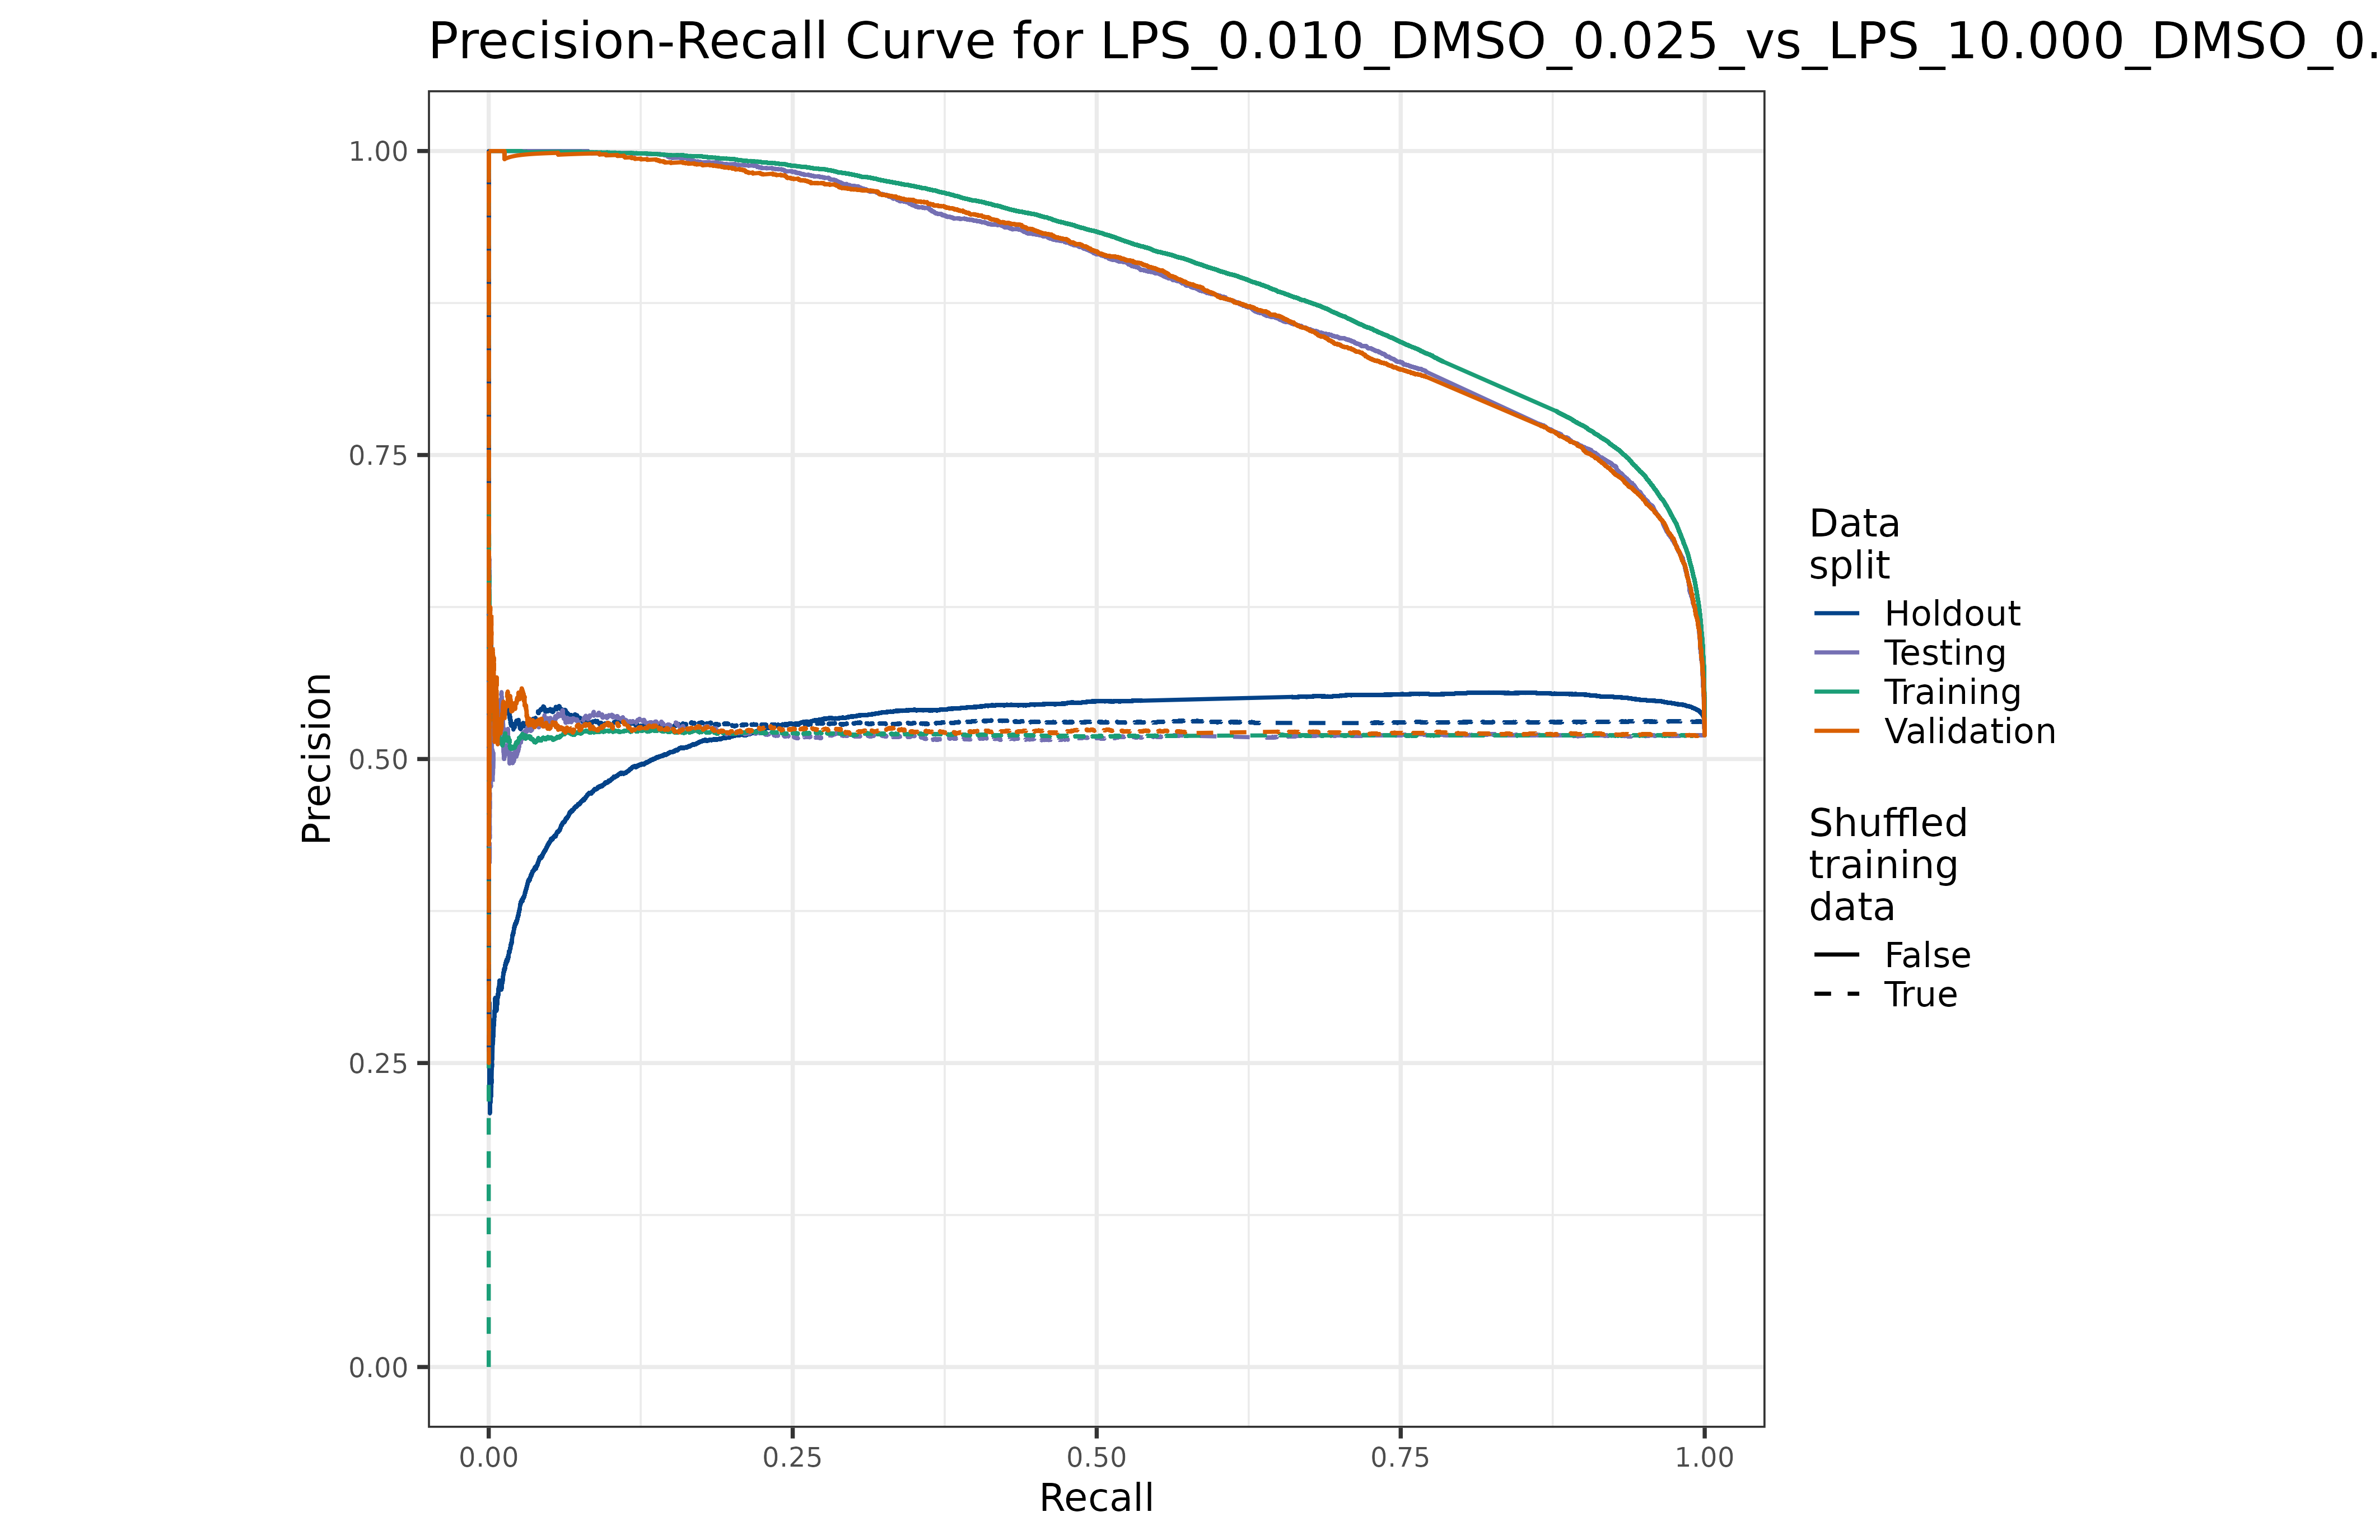 Precision-Recall Curve for LPS_0.010_DMSO_0.025_vs_LPS_10.000_DMSO_0.
1.00
0.75
0.50
0.25
0.00
Precision
0.00 0.25 0.50 0.75 1.00
Recall
Data
split
Holdout
Testing
Training
Validation
Shuffled
training
data
False
True